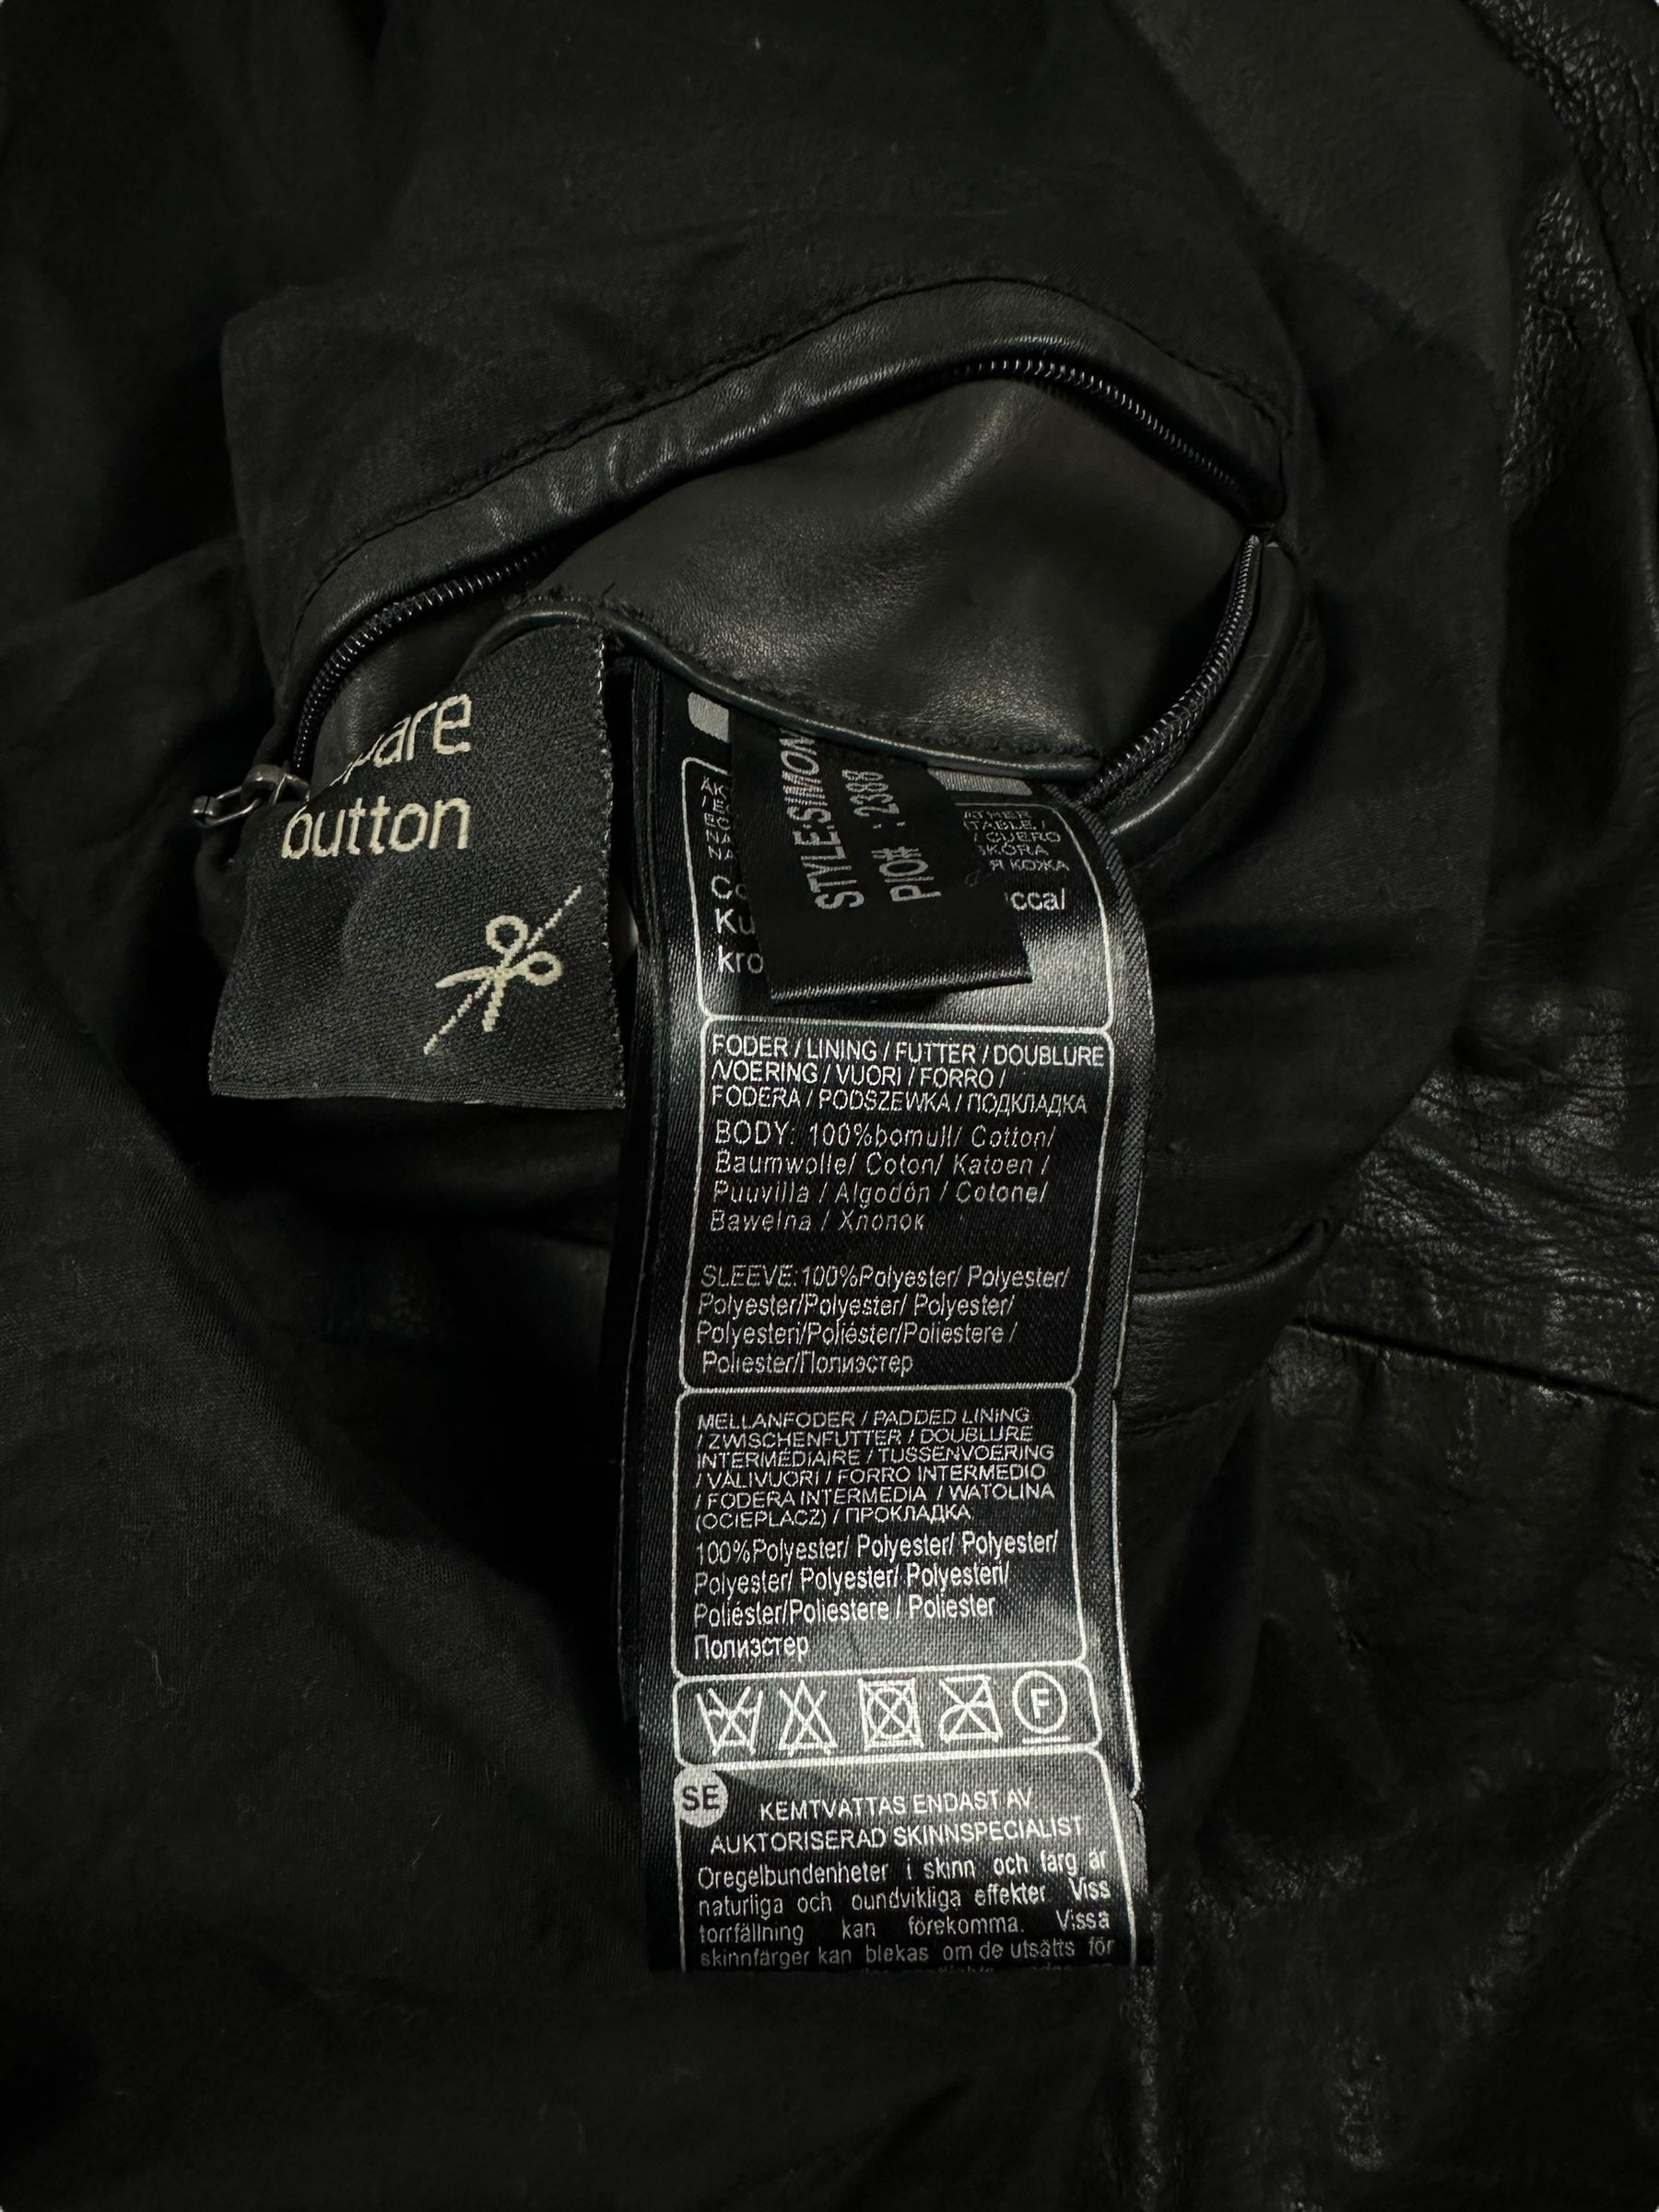 button
STYLE:SIMON
PIO# : 2388
FODER / LINING / FUTTER / DOUBLURE
/VOERING / VUORI / FORRO /
FODERA / PODSZEWKA / ПОДКЛАДКА
BODY: 100%bomull/ Cotton/
Baumwolle/ Coton/ Katoen /
Puuvilla / Algodón / Cotone/
Bawelna / Хлопок
SLEEVE:100%Polyester/ Polyester/
Polyester/Polyester/ Polyester/
Polyesteri/Poliéster/Poliestere /
Poliester/Полиэстер
MELLANFODER / PADDED LINING
/ ZWISCHENFUTTER / DOUBLURE
INTERMÉDIAIRE / TUSSENVOERING
/ VÄLIVUORI / FORRO INTERMEDIO
/ FODERA INTERMEDIA / WATOLINA
(OCIEPLACZ) / ПРОКЛАДКА
100%Polyester/ Polyester/ Polyester/
Polyester/ Polyester/ Polyesteri/
Poliéster/Poliestere / Poliester
Полиэстер
F
SE
KEMTVÄTTAS ENDAST AV
AUKTORISERAD SKINNSPECIALIST
Oregelbundenheter i skinn och färg är
naturliga och oundvikliga effekter. Viss
torrfällning kan förekomma. Vissa
skinnfärger kan blekas om de utsätts för